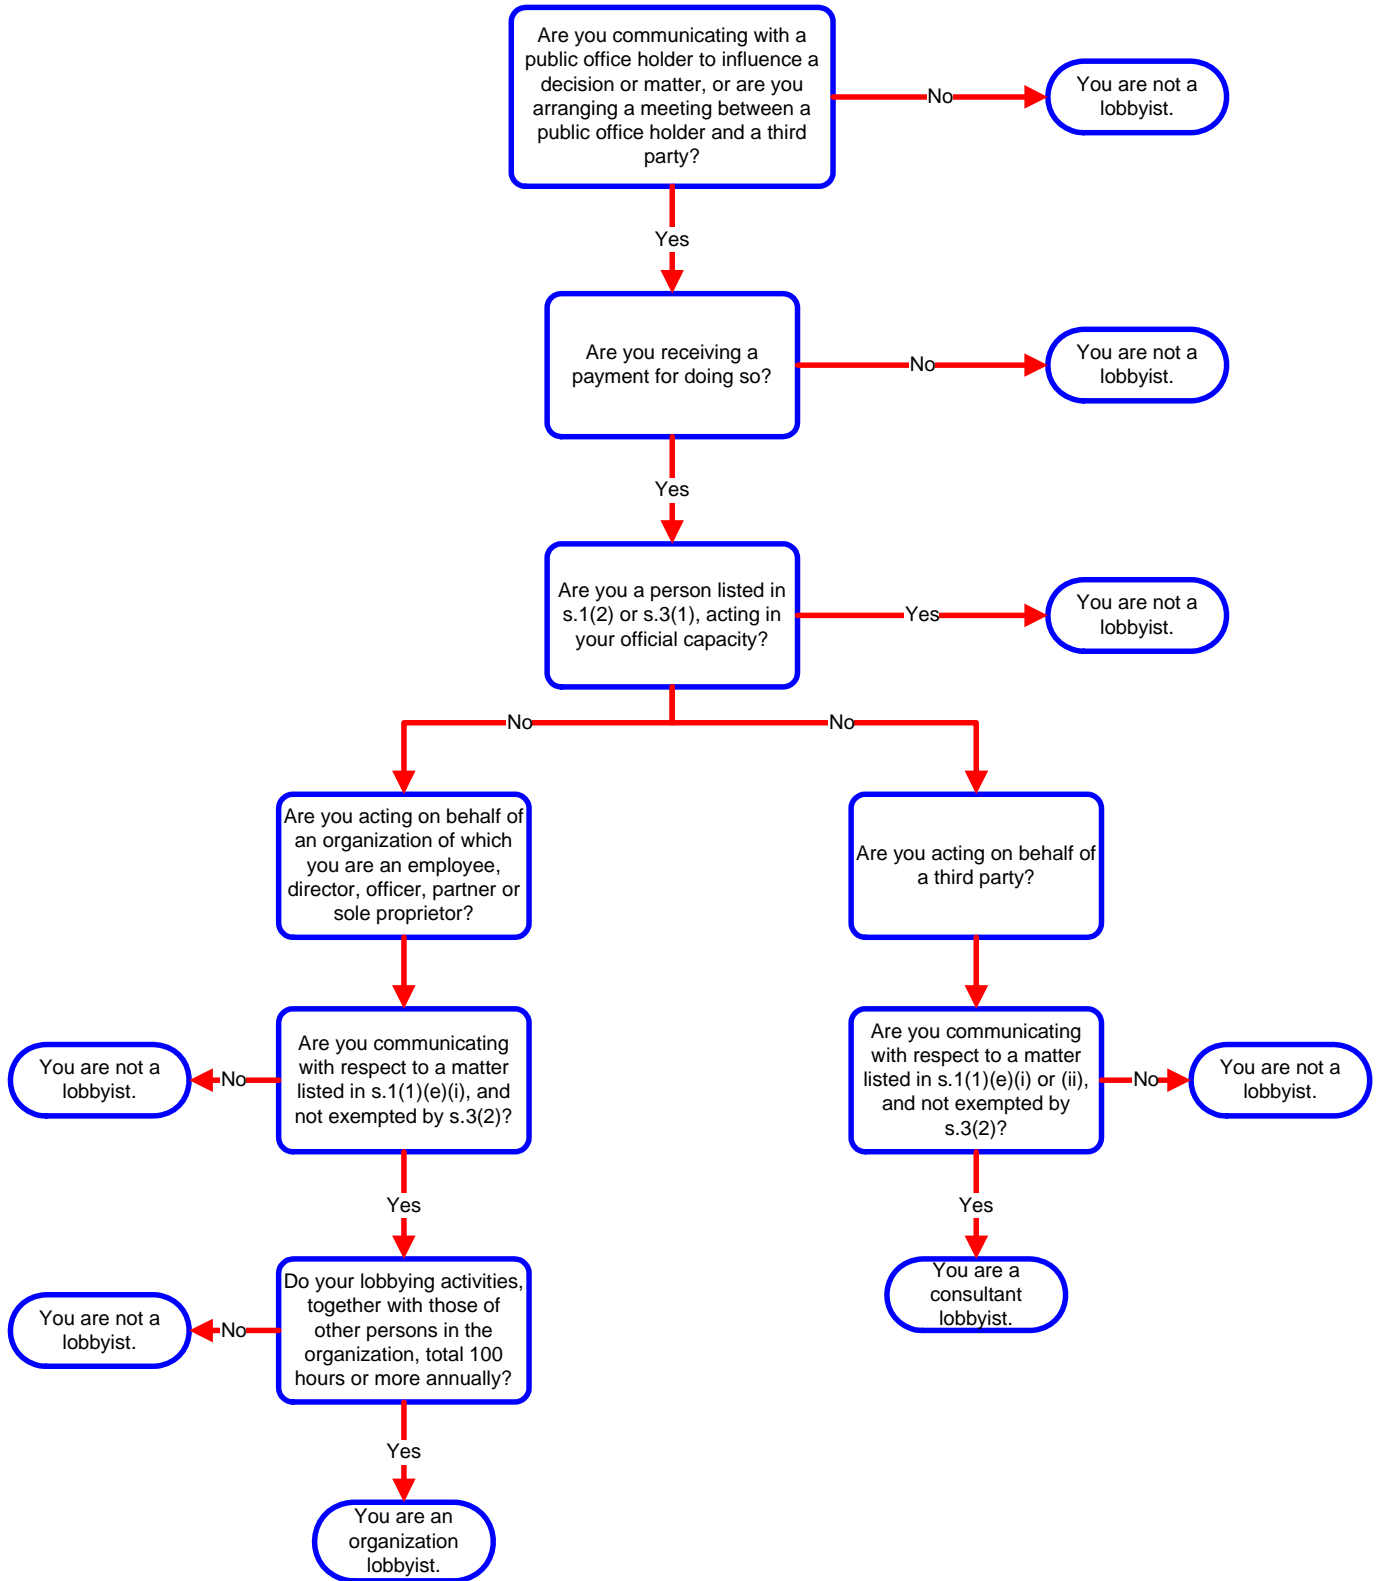 Are you communicating with a
public office holder to influence a
decision or matter, or are you
arranging a meeting between a
public office holder and a third
party?
No
You are not a
lobbyist.
Yes
Are you receiving a
payment for doing so?
No
You are not a
lobbyist.
Yes
Are you a person listed in
s.1(2) or s.3(1), acting in
your official capacity?
Yes
You are not a
lobbyist.
No
No
Are you acting on behalf of
an organization of which
you are an employee,
director, officer, partner or
sole proprietor?
Are you acting on behalf of
a third party?
Are you communicating
with respect to a matter
listed in s.1(1)(e)(i), and
not exempted by s.3(2)?
No
You are not a
lobbyist.
Are you communicating
with respect to a matter
listed in s.1(1)(e)(i) or (ii),
and not exempted by
s.3(2)?
No
You are not a
lobbyist.
Yes
Yes
Do your lobbying activities,
together with those of
other persons in the
organization, total 100
hours or more annually?
No
You are not a
lobbyist.
You are a
consultant
lobbyist.
Yes
You are an
organization
lobbyist.